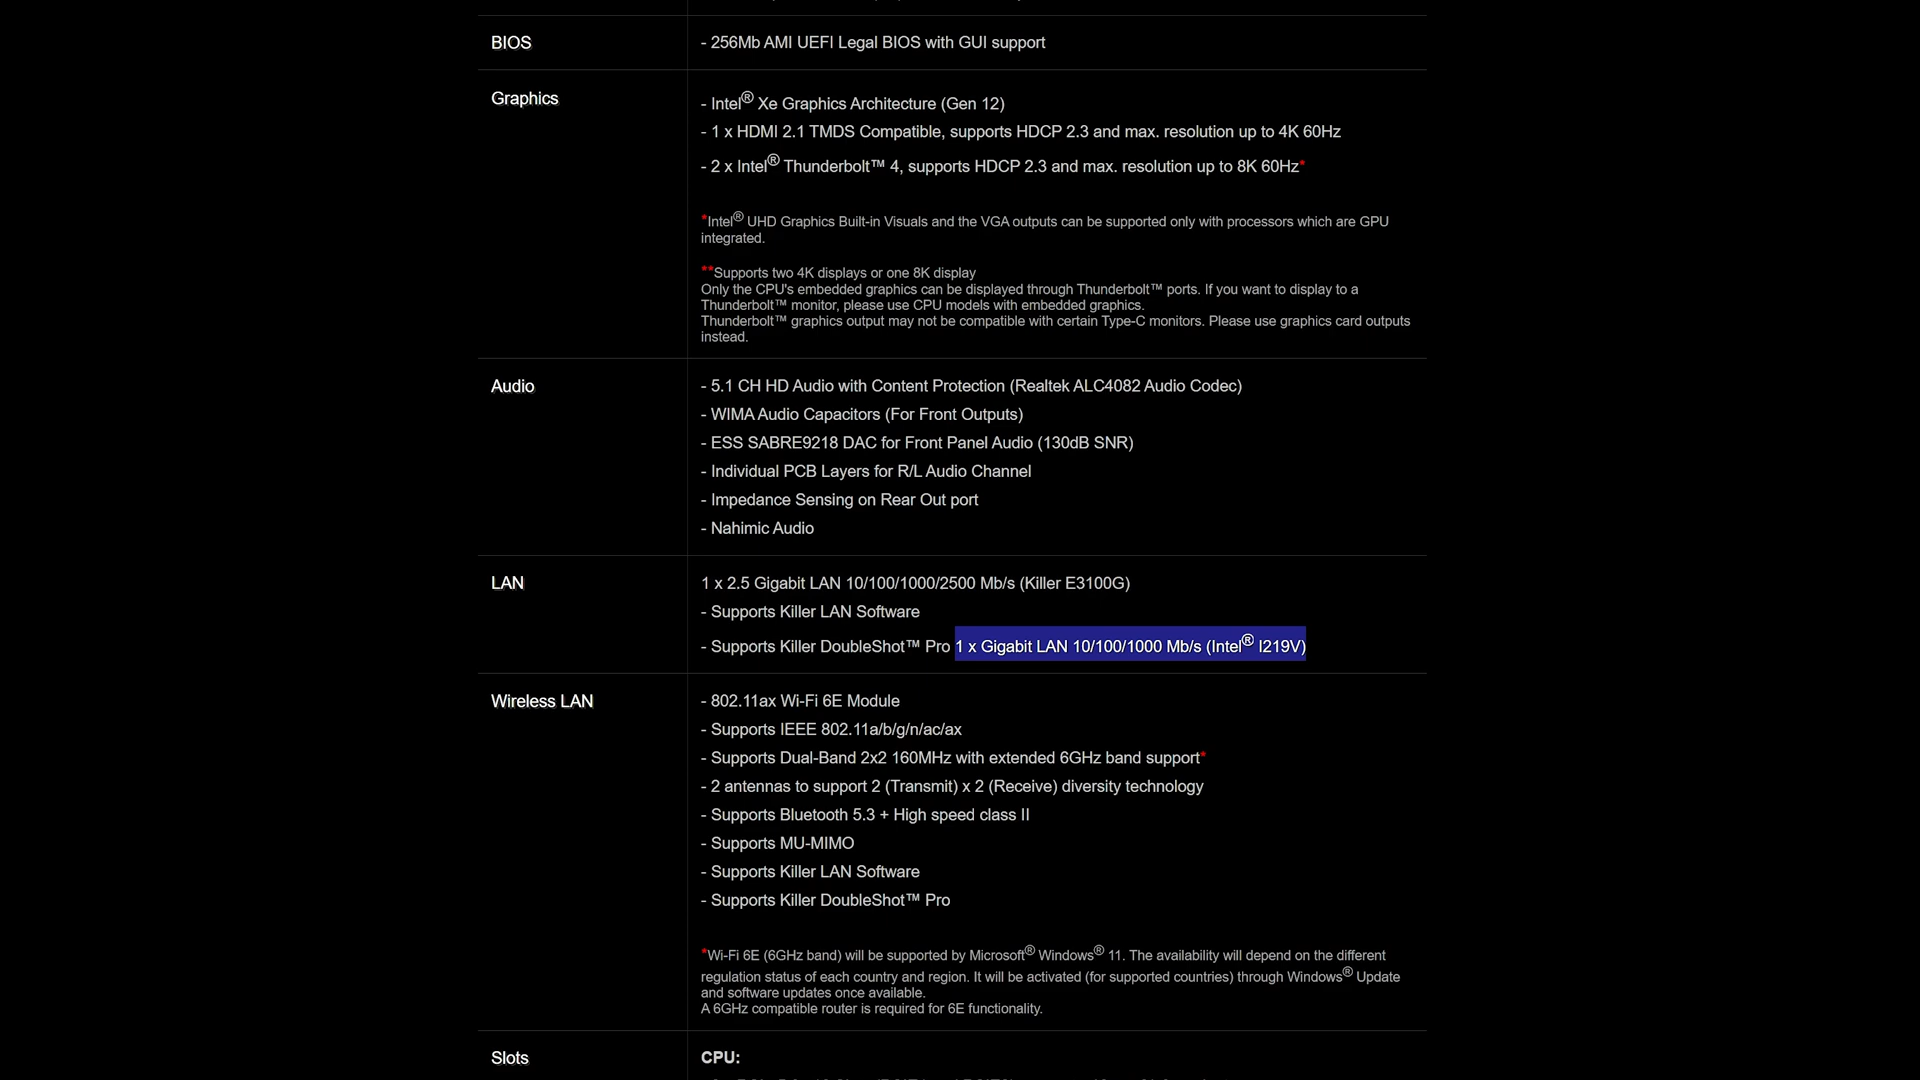 BIOS
- 256Mb AMI UEFI Legal BIOS with GUI support
Graphics
- Intel® Xe Graphics Architecture (Gen 12)
- 1 x HDMI 2.1 TMDS Compatible, supports HDCP 2.3 and max. resolution up to 4K 60Hz
- 2 x Intel® Thunderbolt™ 4, supports HDCP 2.3 and max. resolution up to 8K 60Hz*
*Intel® UHD Graphics Built-in Visuals and the VGA outputs can be supported only with processors which are GPU
integrated.
**Supports two 4K displays or one 8K display
Only the CPU's embedded graphics can be displayed through Thunderbolt™ ports. If you want to display to a
Thunderbolt™ monitor, please use CPU models with embedded graphics.
Thunderbolt™ graphics output may not be compatible with certain Type-C monitors. Please use graphics card outputs
instead.
Audio
- 5.1 CH HD Audio with Content Protection (Realtek ALC4082 Audio Codec)
- WIMA Audio Capacitors (For Front Outputs)
- ESS SABRE9218 DAC for Front Panel Audio (130dB SNR)
- Individual PCB Layers for R/L Audio Channel
- Impedance Sensing on Rear Out port
- Nahimic Audio
LAN
1 x 2.5 Gigabit LAN 10/100/1000/2500 Mb/s (Killer E3100G)
- Supports Killer LAN Software
- Supports Killer DoubleShot™ Pro 1 x Gigabit LAN 10/100/1000 Mb/s (Intel® I219V)
Wireless LAN
- 802.11ax Wi-Fi 6E Module
- Supports IEEE 802.11a/b/g/n/ac/ax
- Supports Dual-Band 2x2 160MHz with extended 6GHz band support*
- 2 antennas to support 2 (Transmit) x 2 (Receive) diversity technology
- Supports Bluetooth 5.3 + High speed class II
- Supports MU-MIMO
- Supports Killer LAN Software
- Supports Killer DoubleShot™ Pro
*Wi-Fi 6E (6GHz band) will be supported by Microsoft® Windows® 11. The availability will depend on the different
regulation status of each country and region. It will be activated (for supported countries) through Windows® Update
and software updates once available.
A 6GHz compatible router is required for 6E functionality.
Slots
CPU: